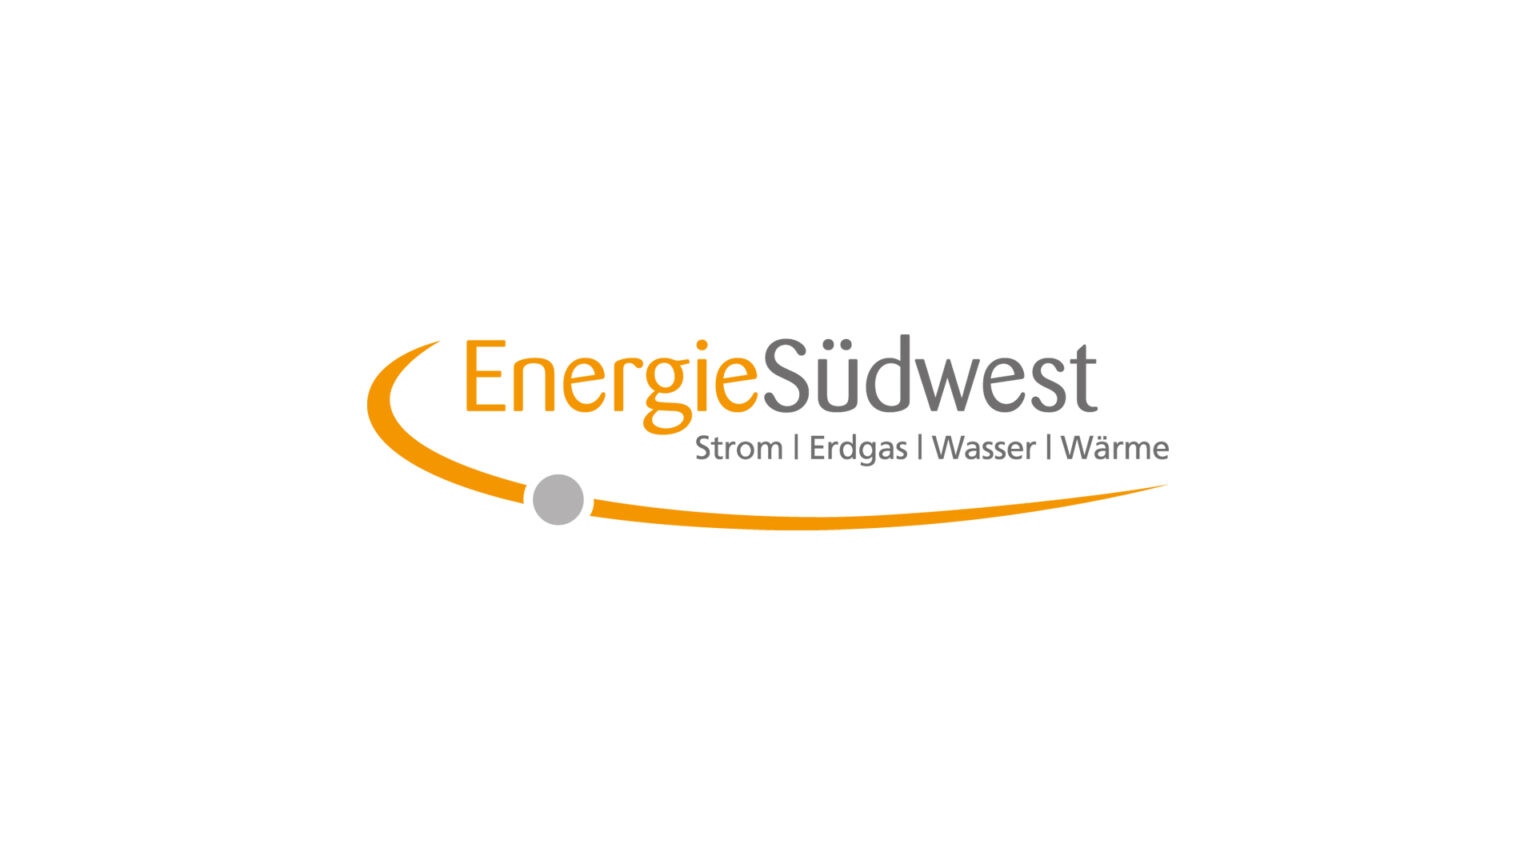 EnergieSüdwest
Strom | Erdgas | Wasser | Wärme